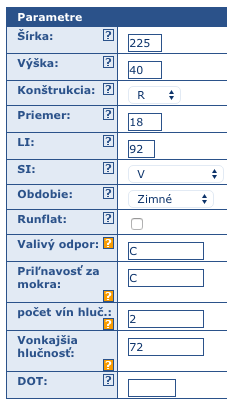 Parametre
Šírka: ? 225
Výška: ? 40
Konštrukcia: ? R
Priemer: ? 18
LI: ? 92
SI: ? V
Obdobie: ? Zimné
Runflat: ?
Valivý odpor: ? C
Priľnavosť za
mokra: ? C
počet vín hluč.: ? 2
Vonkajšia
hlučnosť: ? 72
DOT: ?